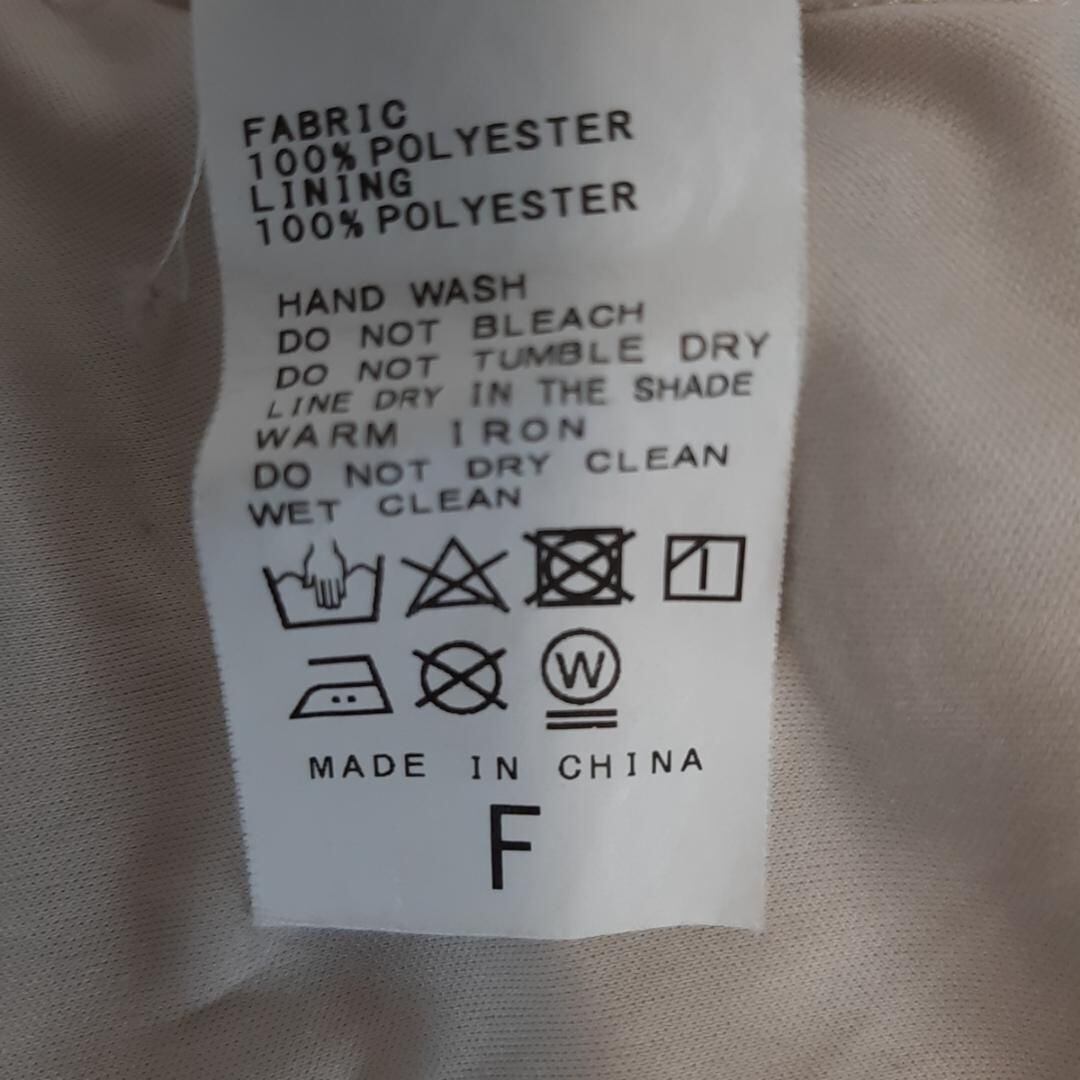 FABRIC
100% POLYESTER
LINING
100% POLYESTER
HAND WASH
DO NOT BLEACH
DO NOT TUMBLE DRY
LINE DRY IN THE SHADE
WARM IRON
DO NOT DRY CLEAN
WET CLEAN
W
MADE IN CHINA
F